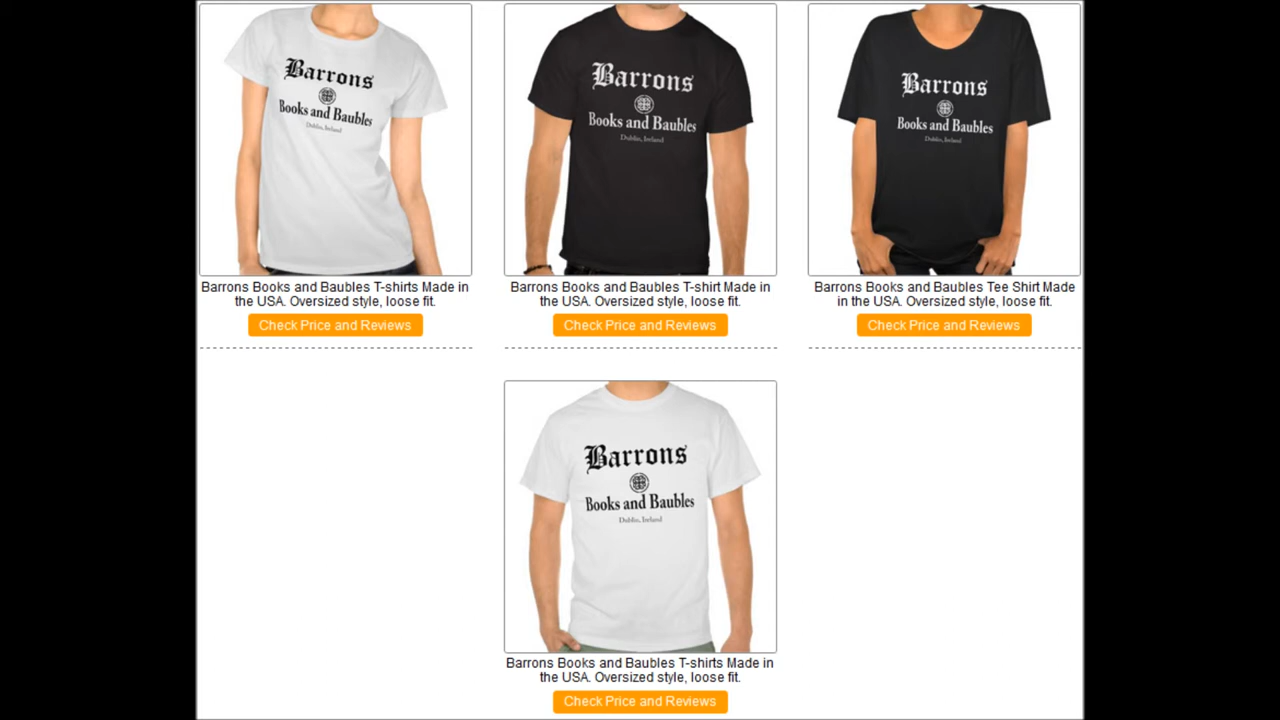 Barrons
Books and Baubles
Dublin, Ireland
Barrons Books and Baubles T-shirts Made in
the USA. Oversized style, loose fit.
Check Price and Reviews
Barrons
Books and Baubles
Dublin, Ireland
Barrons Books and Baubles T-shirt Made in
the USA. Oversized style, loose fit.
Check Price and Reviews
Barrons
Books and Baubles
Dublin, Ireland
Barrons Books and Baubles Tee Shirt Made
in the USA. Oversized style, loose fit.
Check Price and Reviews
Barrons
Books and Baubles
Dublin, Ireland
Barrons Books and Baubles T-shirts Made in
the USA. Oversized style, loose fit.
Check Price and Reviews